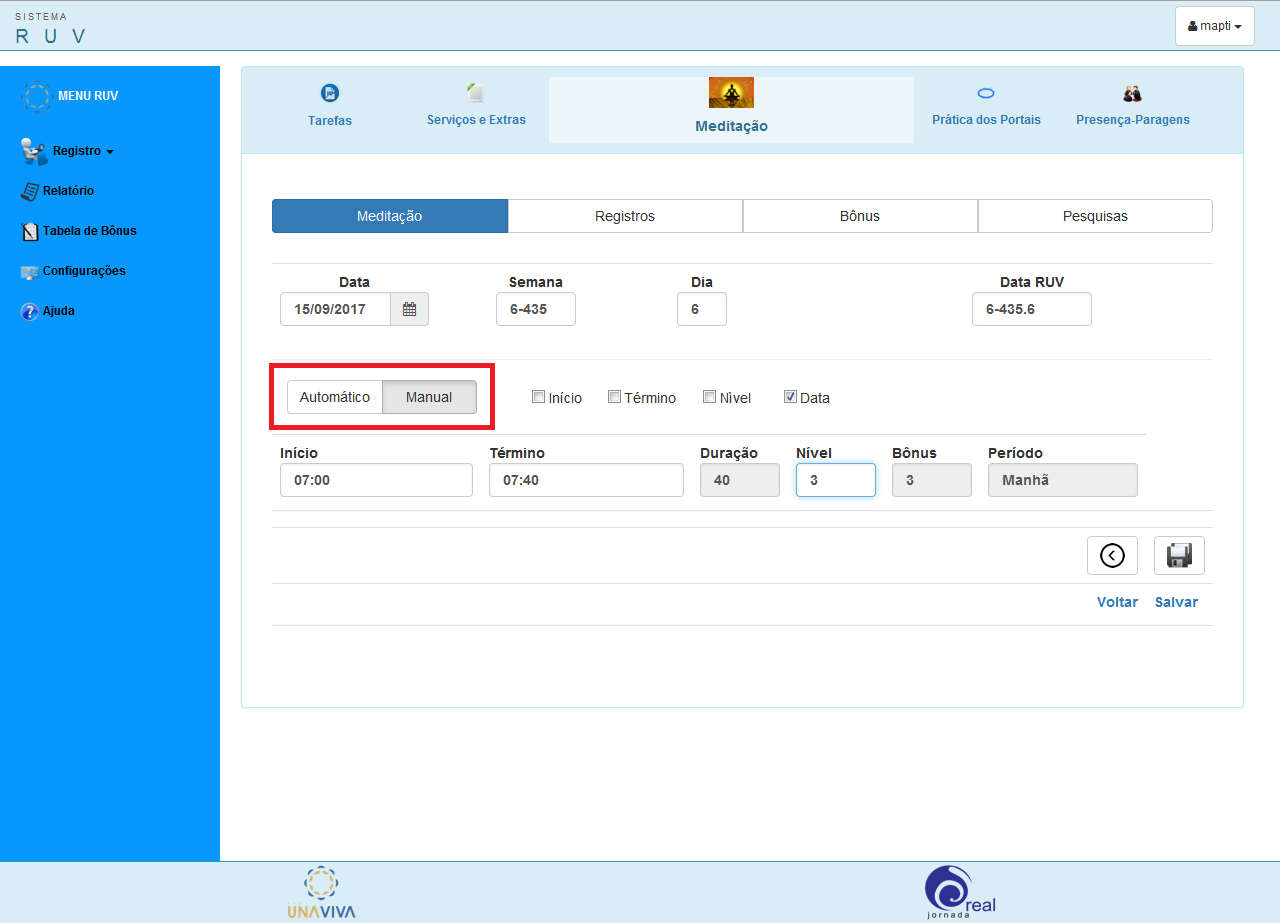 SISTEMA
R U V
mapti
MENU RUV
Registro
Relatório
Tabela de Bônus
Configurações
Ajuda
Tarefas
Serviços e Extras
Meditação
Prática dos Portais
Presença-Paragens
Meditação Registros Bônus Pesquisas
Data Semana Dia Data RUV
15/09/2017 6-435 6 6-435.6
Automático Manual Início Término Nìvel Data
Início Término Duração Nível Bônus Período
07:00 07:40 40 3 3 Manhã
Voltar Salvar
UNAVIVA
real
jornada